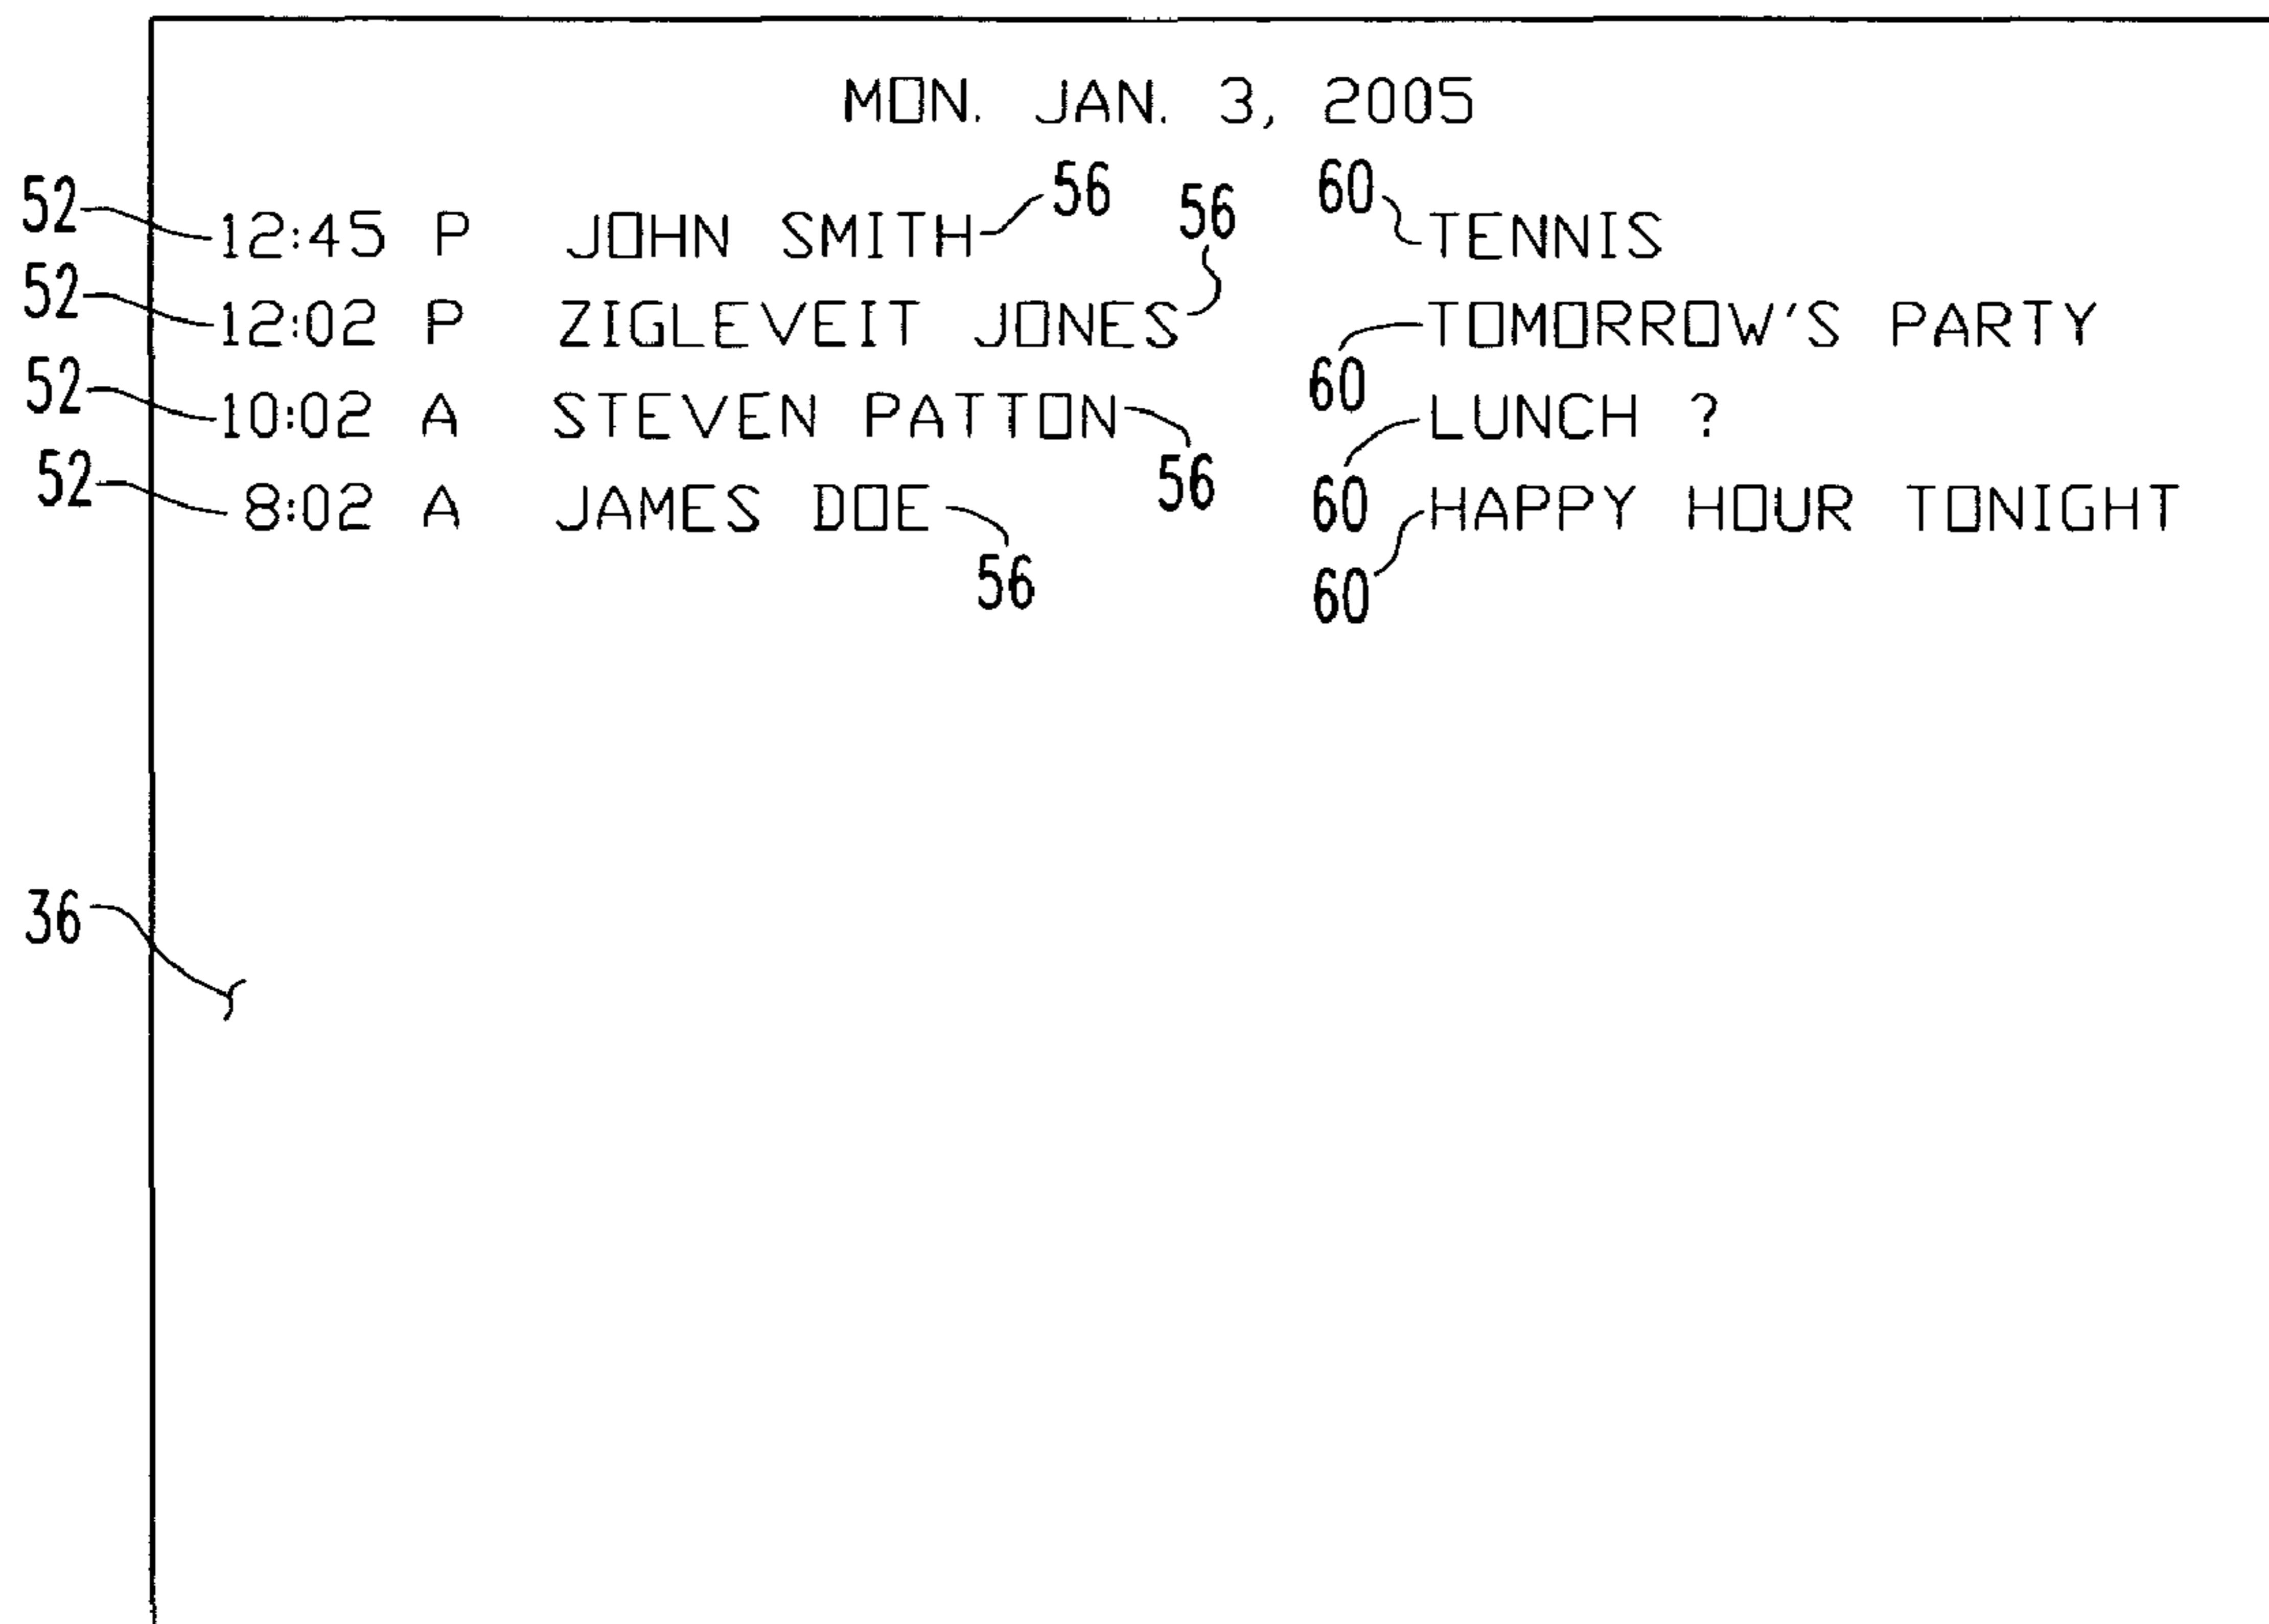 MON. JAN. 3, 2005
52 12:45 P JOHN SMITH 56 56 60 TENNIS
52 12:02 P ZIGLEVEIT JONES 60 TOMORROW'S PARTY
52 10:02 A STEVEN PATTON 56 60 LUNCH ?
52 8:02 A JAMES DOE 56 60 HAPPY HOUR TONIGHT
36